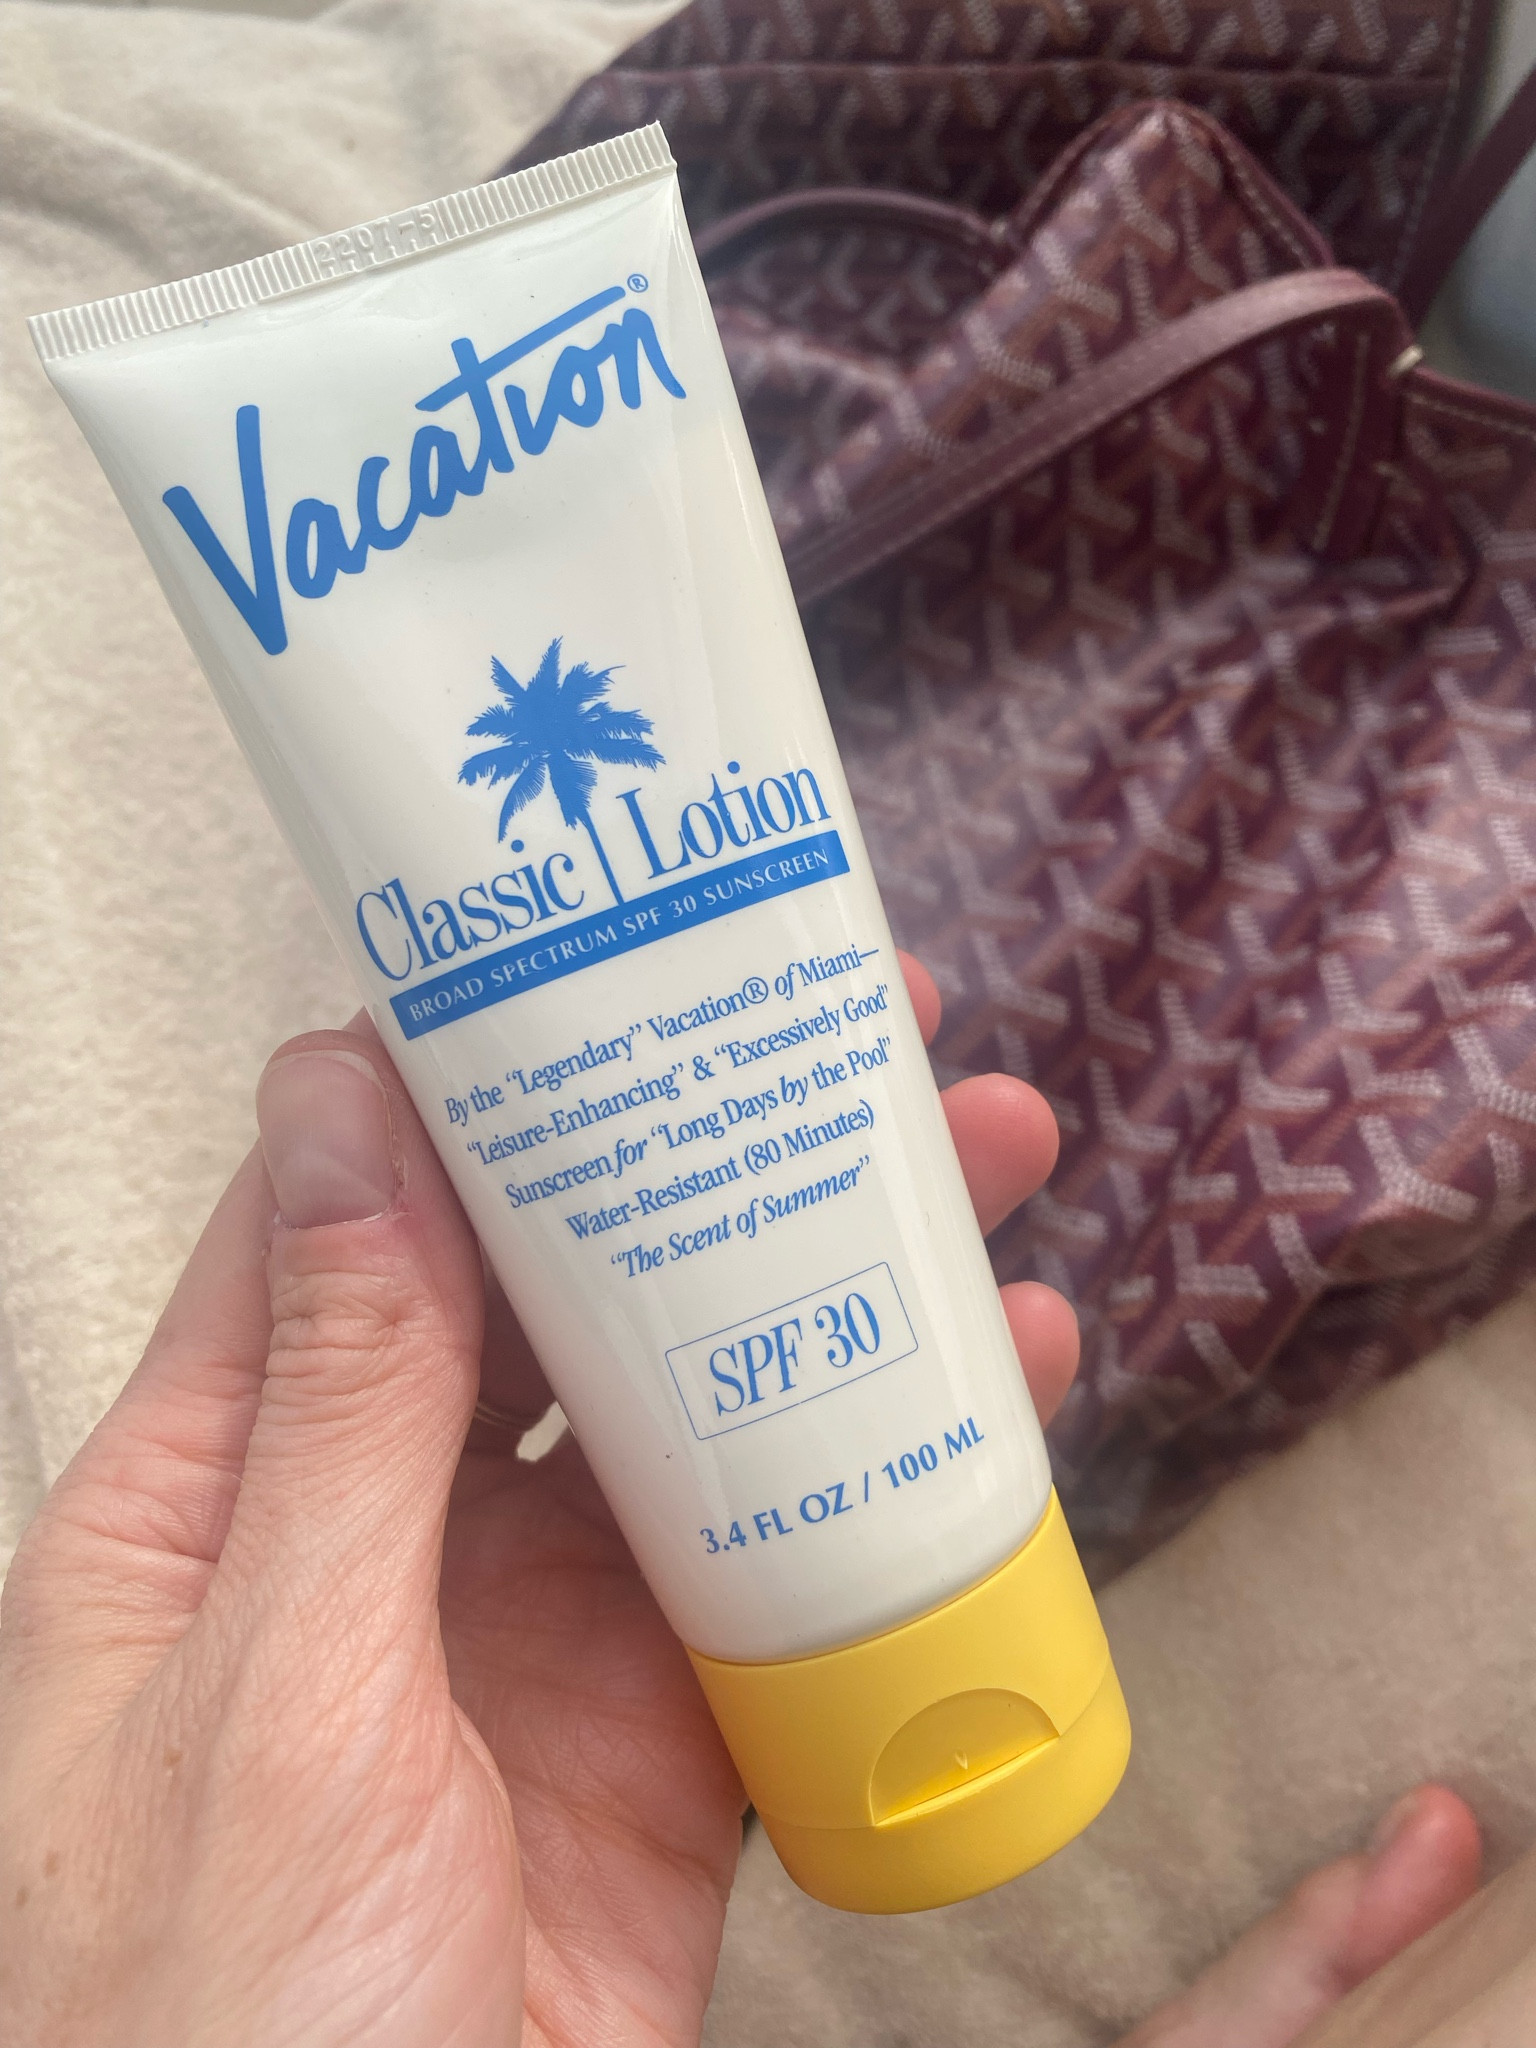 Vacation®
Classic Lotion
BROAD SPECTRUM SPF 30 SUNSCREEN
By the “Legendary” Vacation® of Miami—
“Leisure-Enhancing” & “Excessively Good”
Sunscreen for “Long Days by the Pool”
Water-Resistant (80 Minutes)
“The Scent of Summer”
SPF 30
3.4 FL OZ / 100 ML